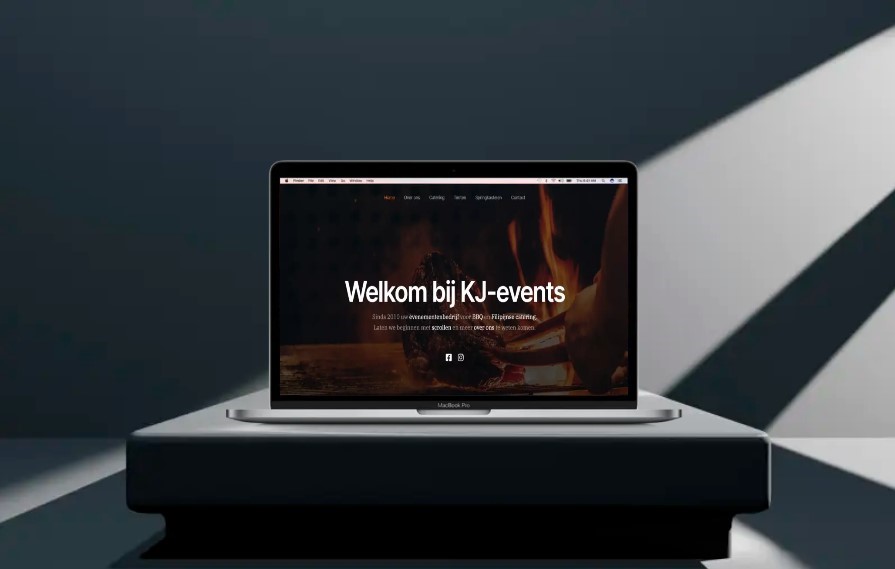 Finder File Edit View Go Window Help
Home Over ons Catering Tenten Springkastelen Contact
Welkom bij KJ-events
Sinds 2010 uw evenementenbedrijf voor BBQ en Filipijnse catering.
Laten we beginnen met scrollen en meer over ons te weten komen.
MacBook Pro